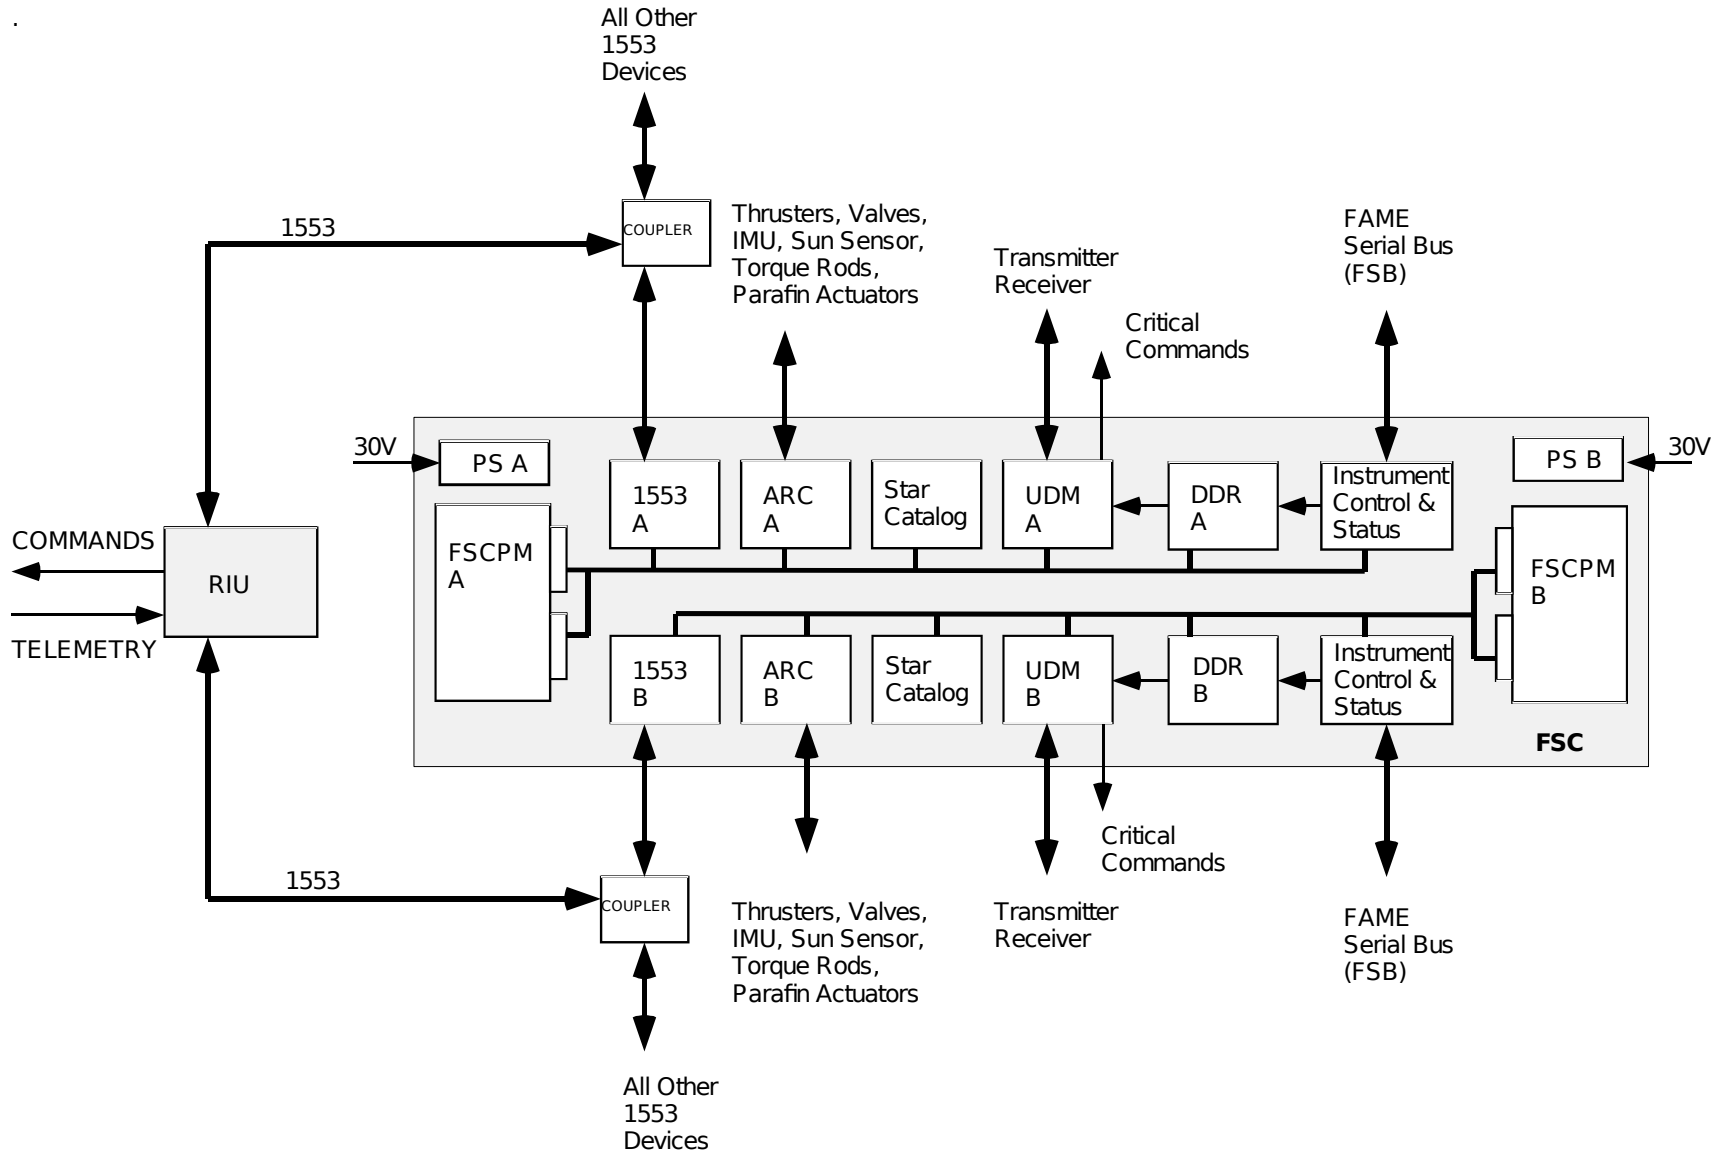 .
All Other
1553
Devices
1553
COUPLER
Thrusters, Valves,
IMU, Sun Sensor,
Torque Rods,
Parafin Actuators
Transmitter
Receiver
Critical
Commands
FAME
Serial Bus
(FSB)
30V
PS A
PS B
30V
1553
A
ARC
A
Star
Catalog
UDM
A
DDR
A
Instrument
Control &
Status
FSCPM
A
FSCPM
B
COMMANDS
RIU
TELEMETRY
1553
B
ARC
B
Star
Catalog
UDM
B
DDR
B
Instrument
Control &
Status
FSC
1553
COUPLER
Thrusters, Valves,
IMU, Sun Sensor,
Torque Rods,
Parafin Actuators
Transmitter
Receiver
Critical
Commands
FAME
Serial Bus
(FSB)
All Other
1553
Devices